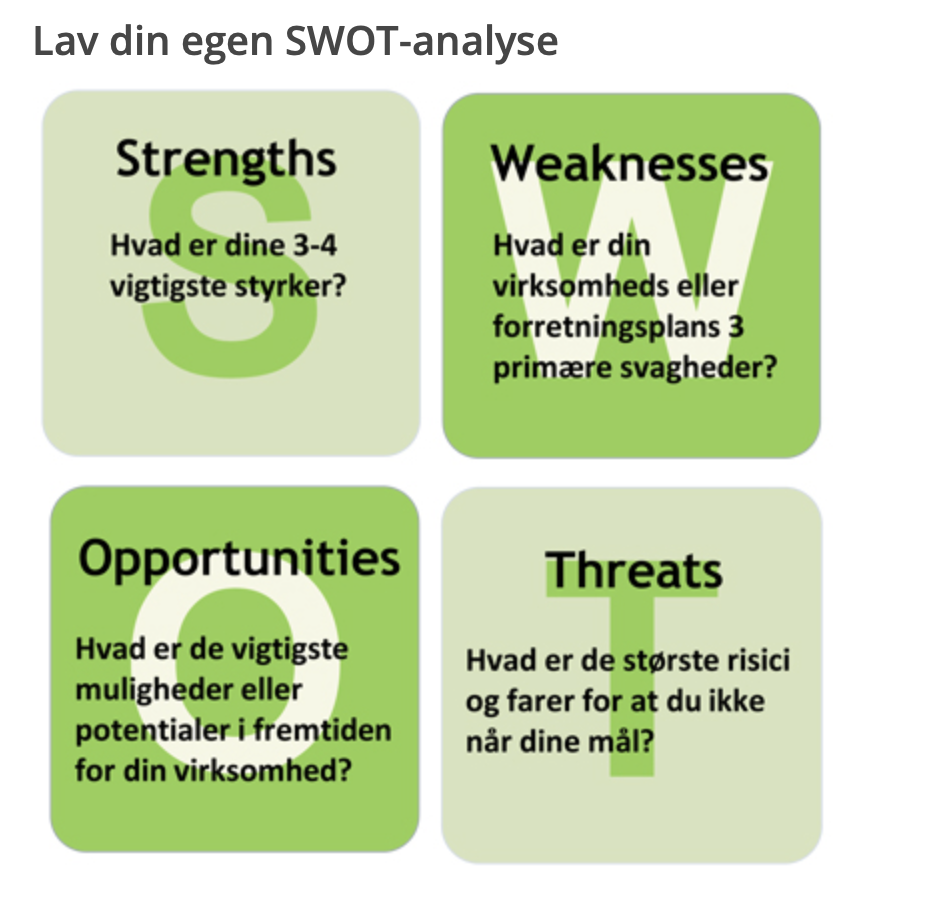 Lav din egen SWOT-analyse
Strengths
S
Hvad er dine 3-4
vigtigste styrker?
Weaknesses
W
Hvad er din
virksomheds eller
forretningsplans 3
primære svagheder?
Opportunities
O
Hvad er de vigtigste
muligheder eller
potentialer i fremtiden
for din virksomhed?
Threats
T
Hvad er de største risici
og farer for at du ikke
når dine mål?